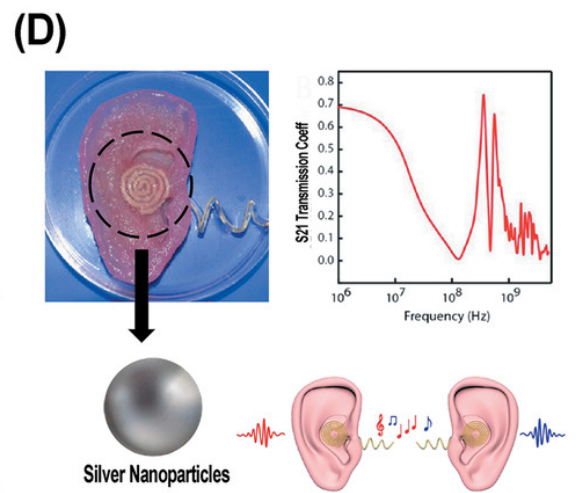 (D)
0.8
0.7
0.6
0.5
0.4
0.3
0.2
0.1
0.0
S21 Transmission Coeff
10⁶ 10⁷ 10⁸ 10⁹
Frequency (Hz)
Silver Nanoparticles